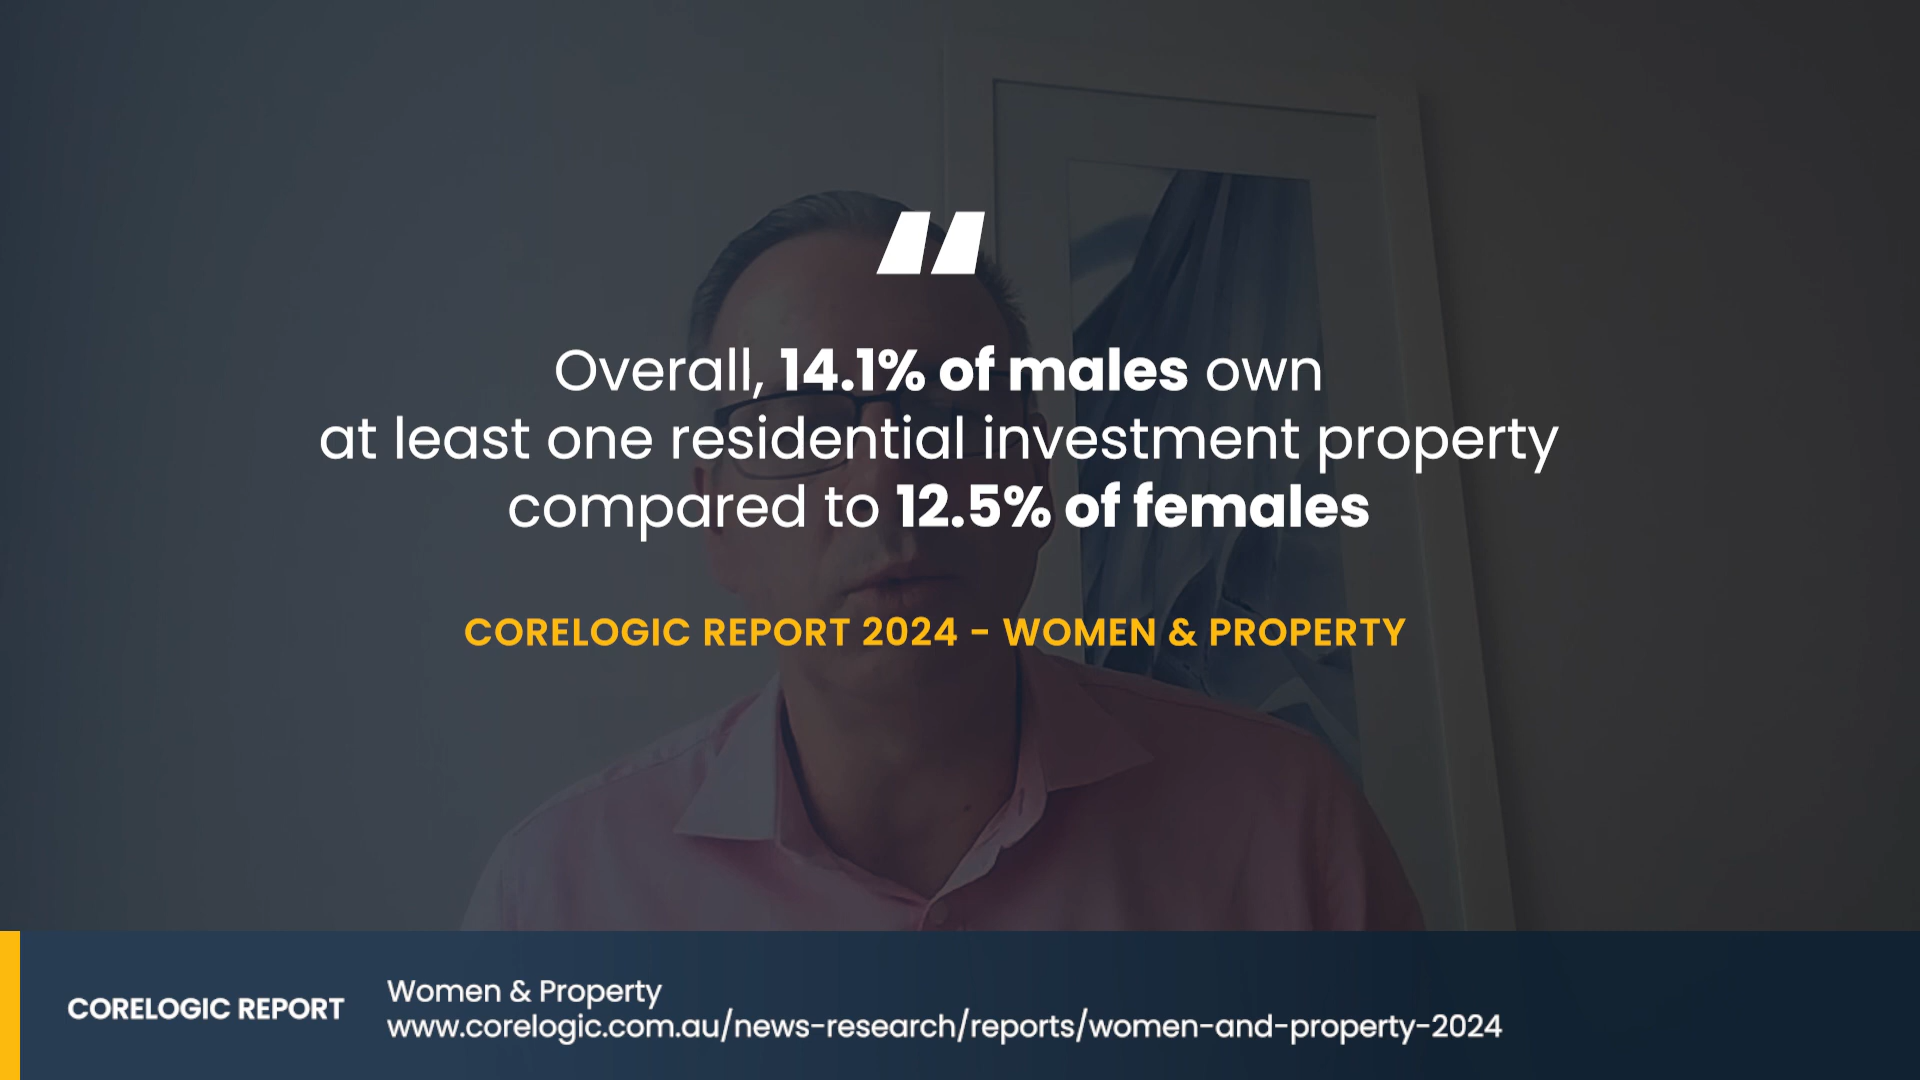 Overall, 14.1% of males own
at least one residential investment property
compared to 12.5% of females
CORELOGIC REPORT 2024 - WOMEN & PROPERTY
CORELOGIC REPORT
Women & Property
www.corelogic.com.au/news-research/reports/women-and-property-2024